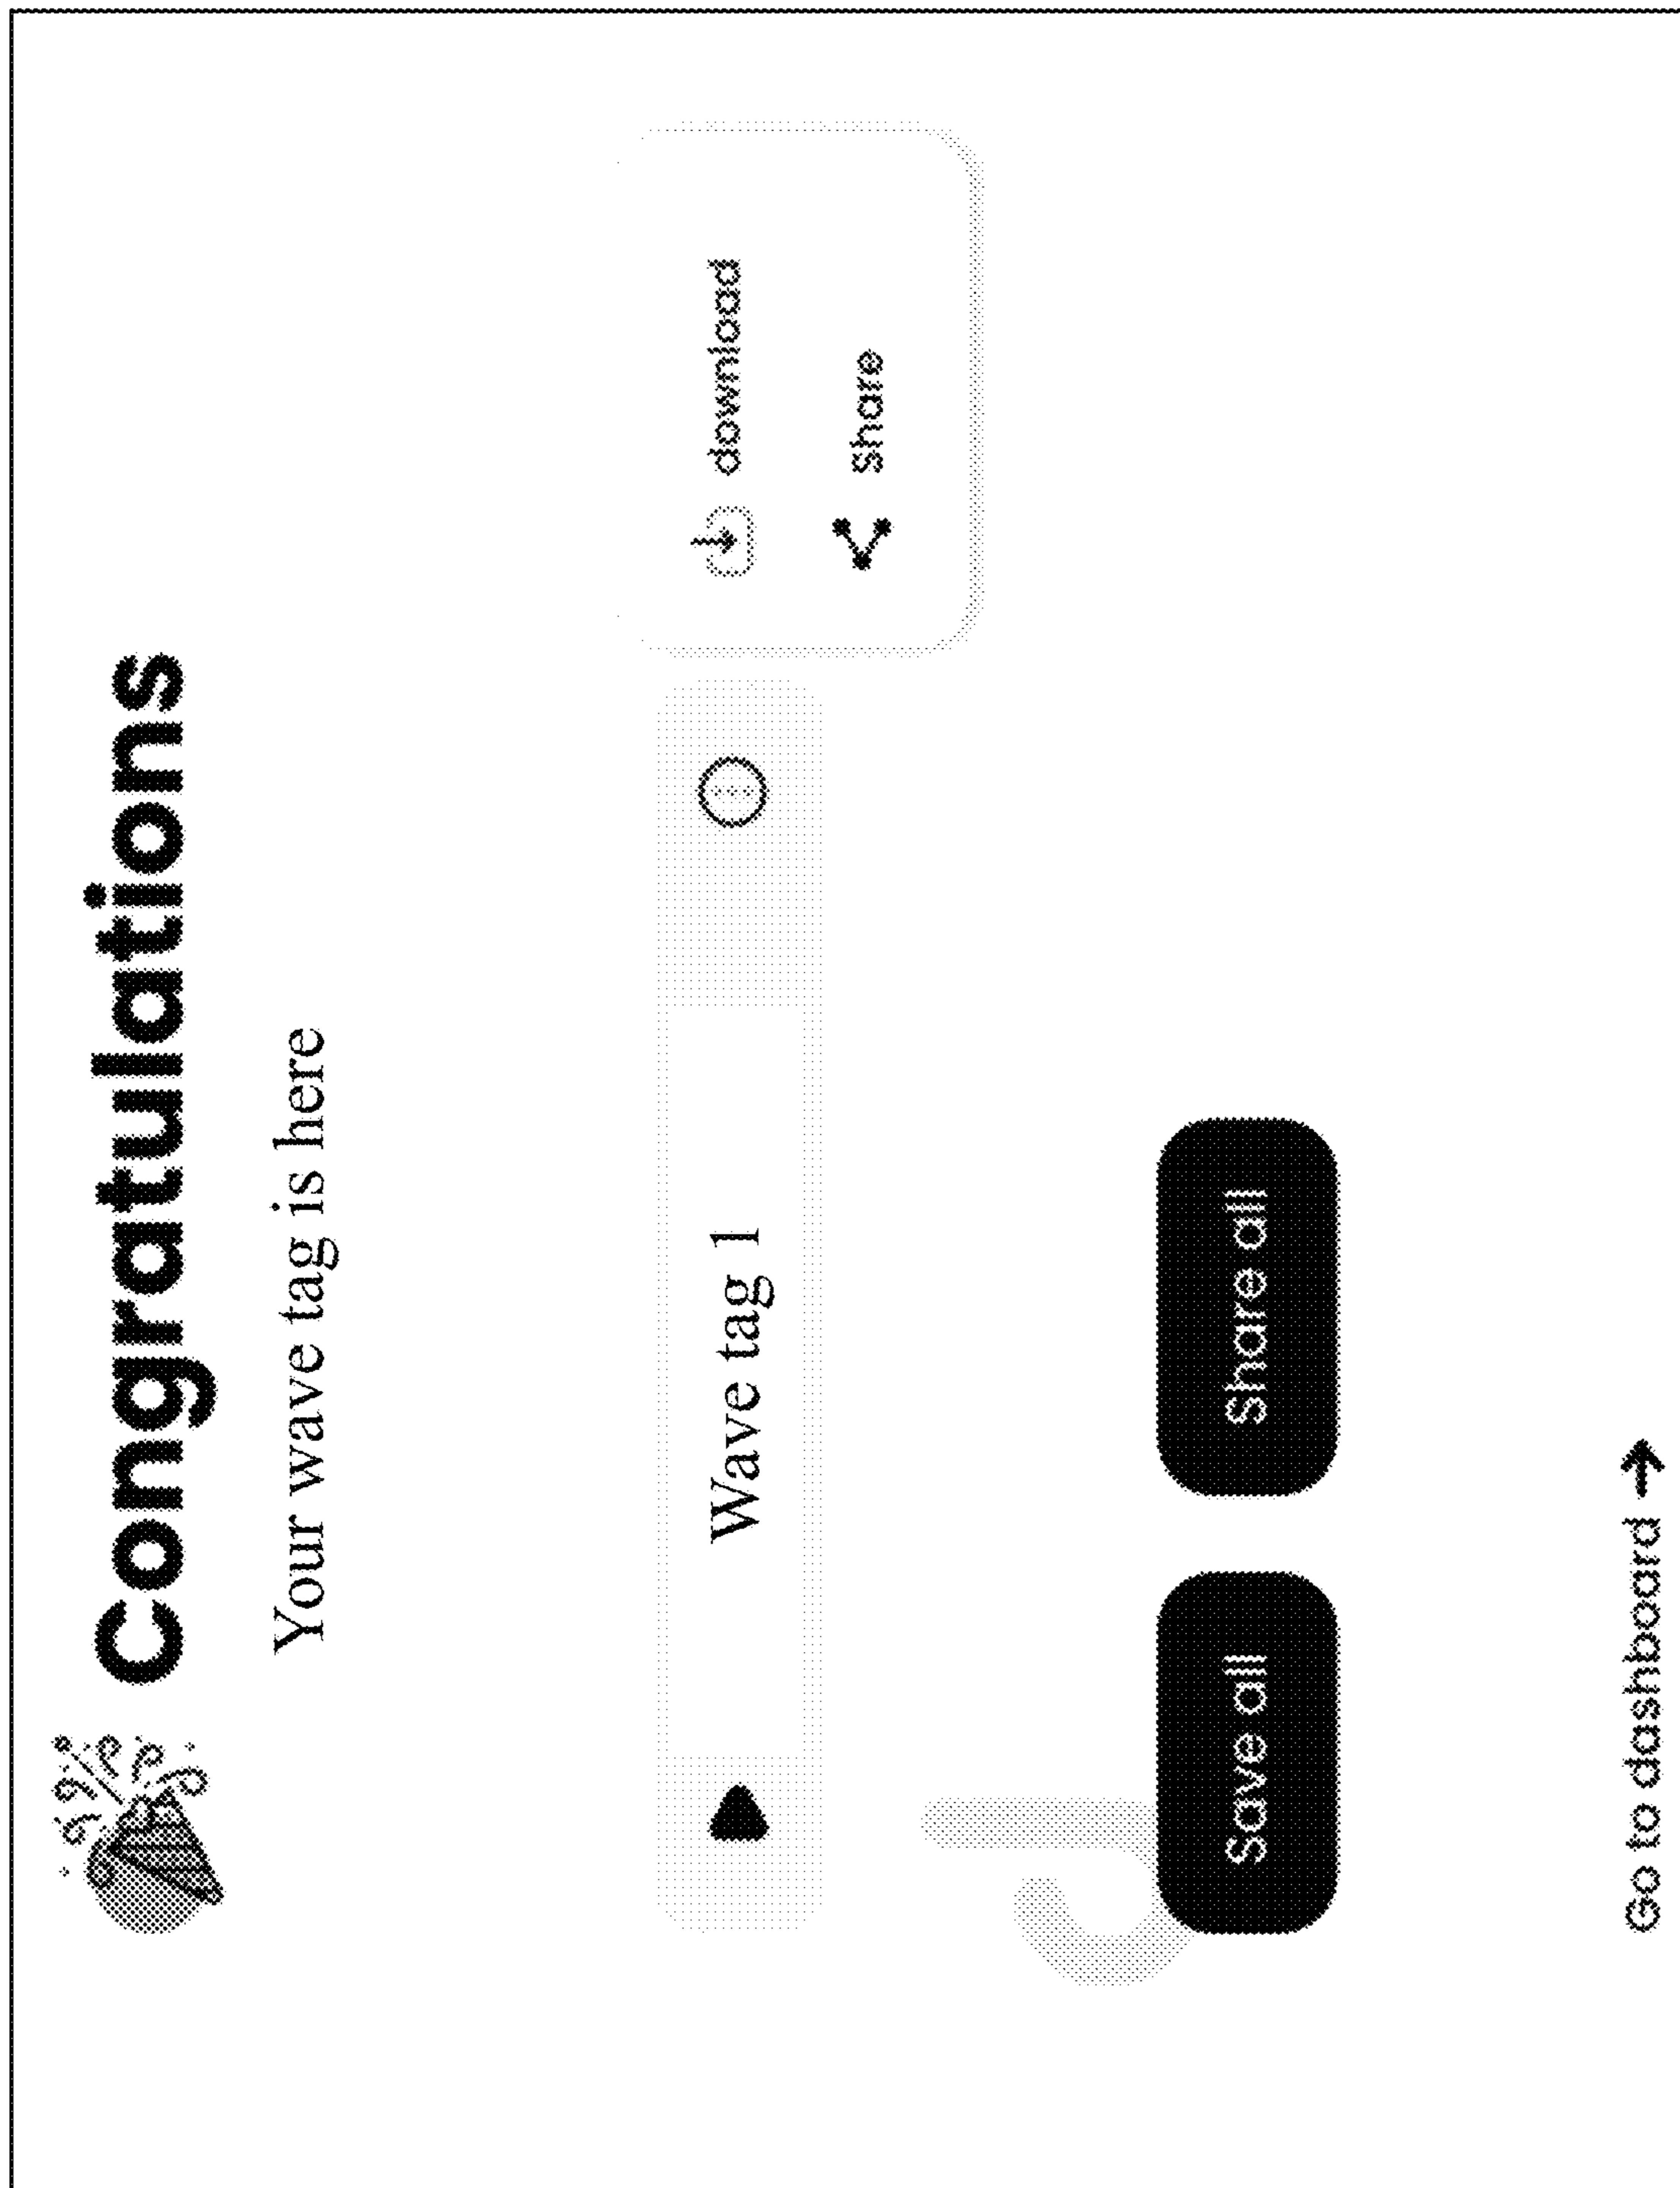 Congratulations
Your wave tag is here
Wave tag 1
download
share
Save all
Share all
Go to dashboard →